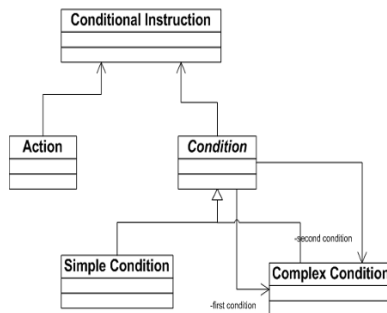 Conditional Instruction
Action
Condition
-second condition
Simple Condition
Complex Condition
-first condition